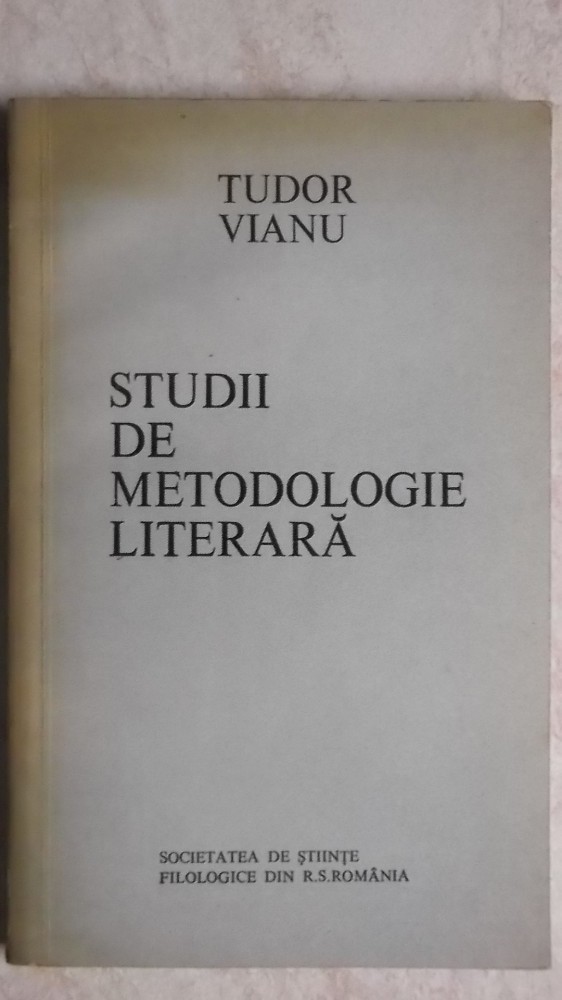 TUDOR
VIANU
STUDII
DE
METODOLOGIE
LITERARĂ
SOCIETATEA DE ȘTIINȚE
FILOLOGICE DIN R.S.ROMÂNIA